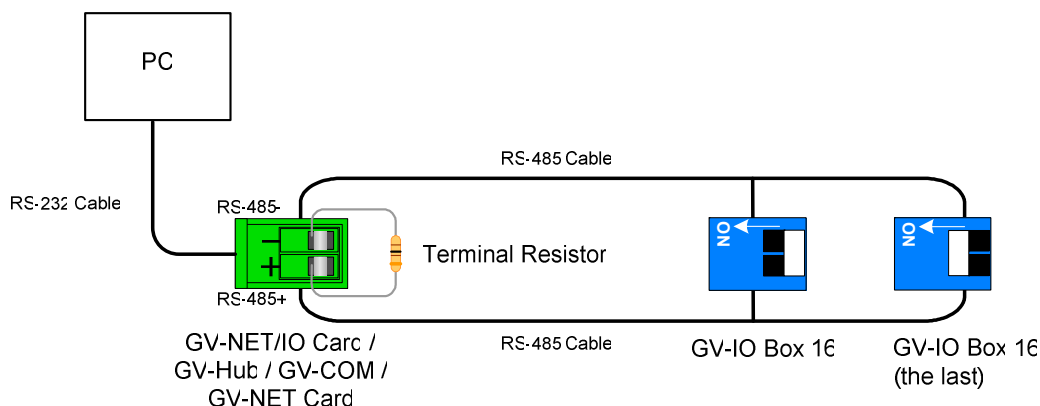 PC
RS-485 Cable
RS-232 Cable
RS-485-
ON
ON
−
+
Terminal Resistor
RS-485+
RS-485 Cable
GV-NET/IO Card /
GV-Hub / GV-COM /
GV-NET Card
GV-IO Box 16
GV-IO Box 16
(the last)